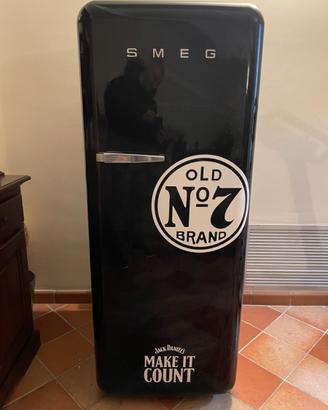 SMEG
OLD
Nº7
BRAND
JACK DANIEL'S
MAKE IT
COUNT